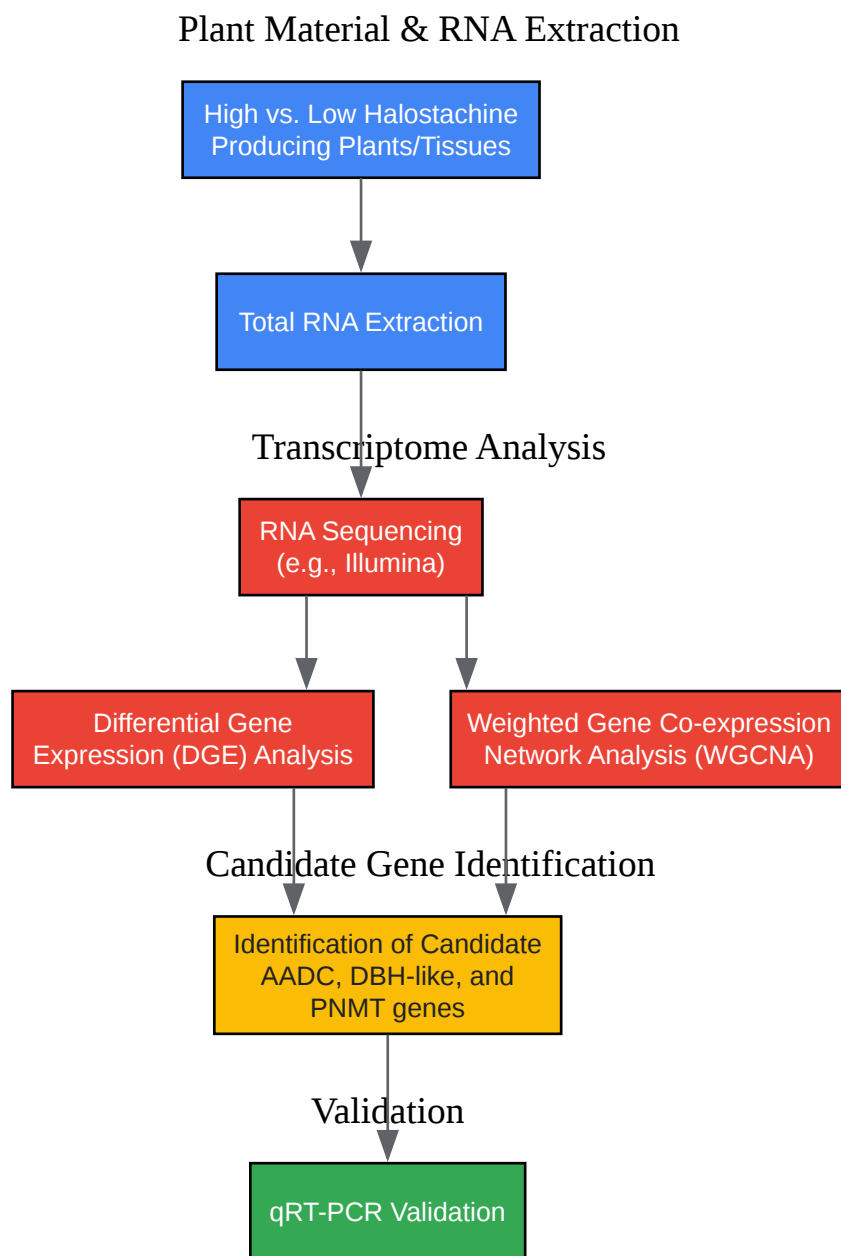 Plant Material & RNA Extraction
High vs. Low Halostachine
Producing Plants/Tissues
Total RNA Extraction
Transcriptome Analysis
RNA Sequencing
(e.g., Illumina)
Differential Gene
Expression (DGE) Analysis
Weighted Gene Co-expression
Network Analysis (WGCNA)
Candidate Gene Identification
Identification of Candidate
AADC, DBH-like, and
PNMT genes
Validation
qRT-PCR Validation